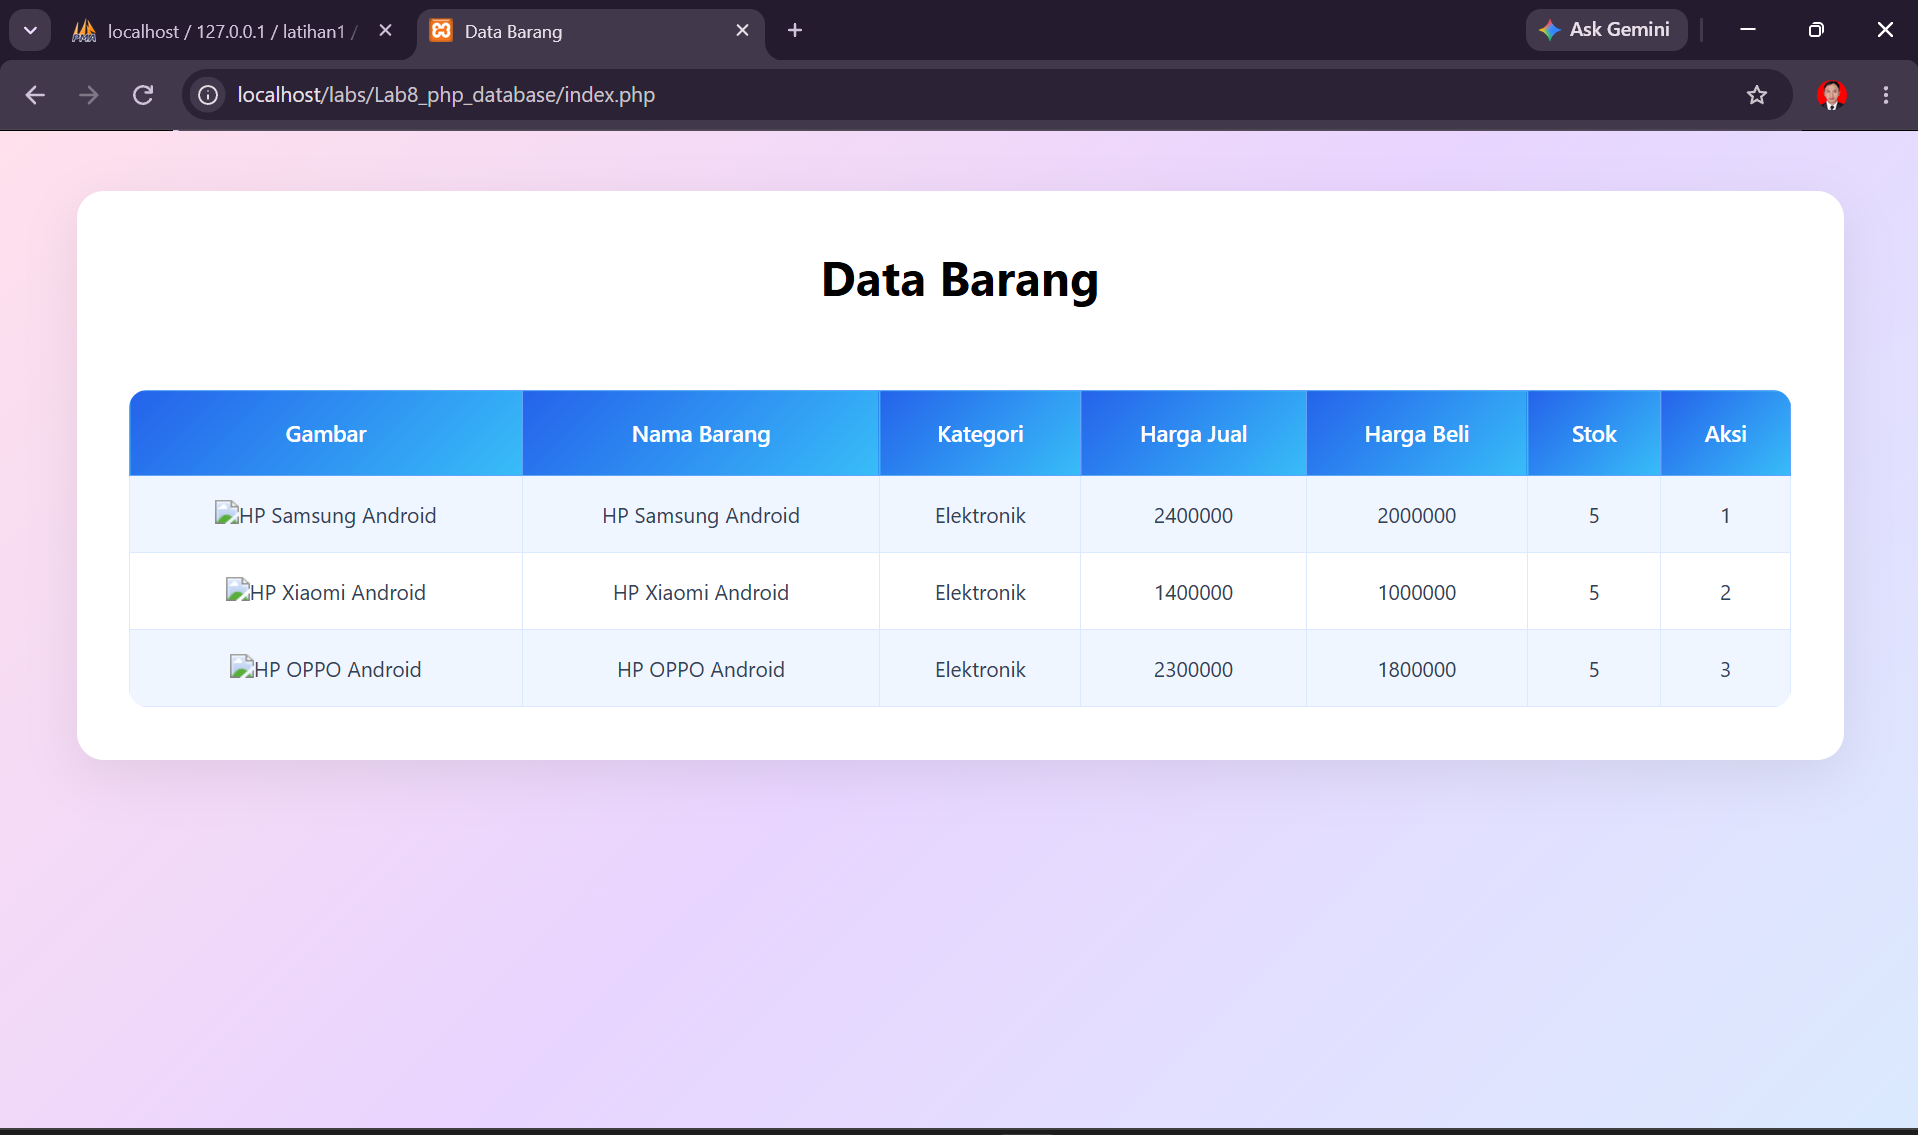 localhost / 127.0.0.1 / latihan1 /
Data Barang
Ask Gemini
localhost/labs/Lab8_php_database/index.php
Data Barang
Gambar Nama Barang Kategori Harga Jual Harga Beli Stok Aksi
HP Samsung Android HP Samsung Android Elektronik 2400000 2000000 5 1
HP Xiaomi Android HP Xiaomi Android Elektronik 1400000 1000000 5 2
HP OPPO Android HP OPPO Android Elektronik 2300000 1800000 5 3